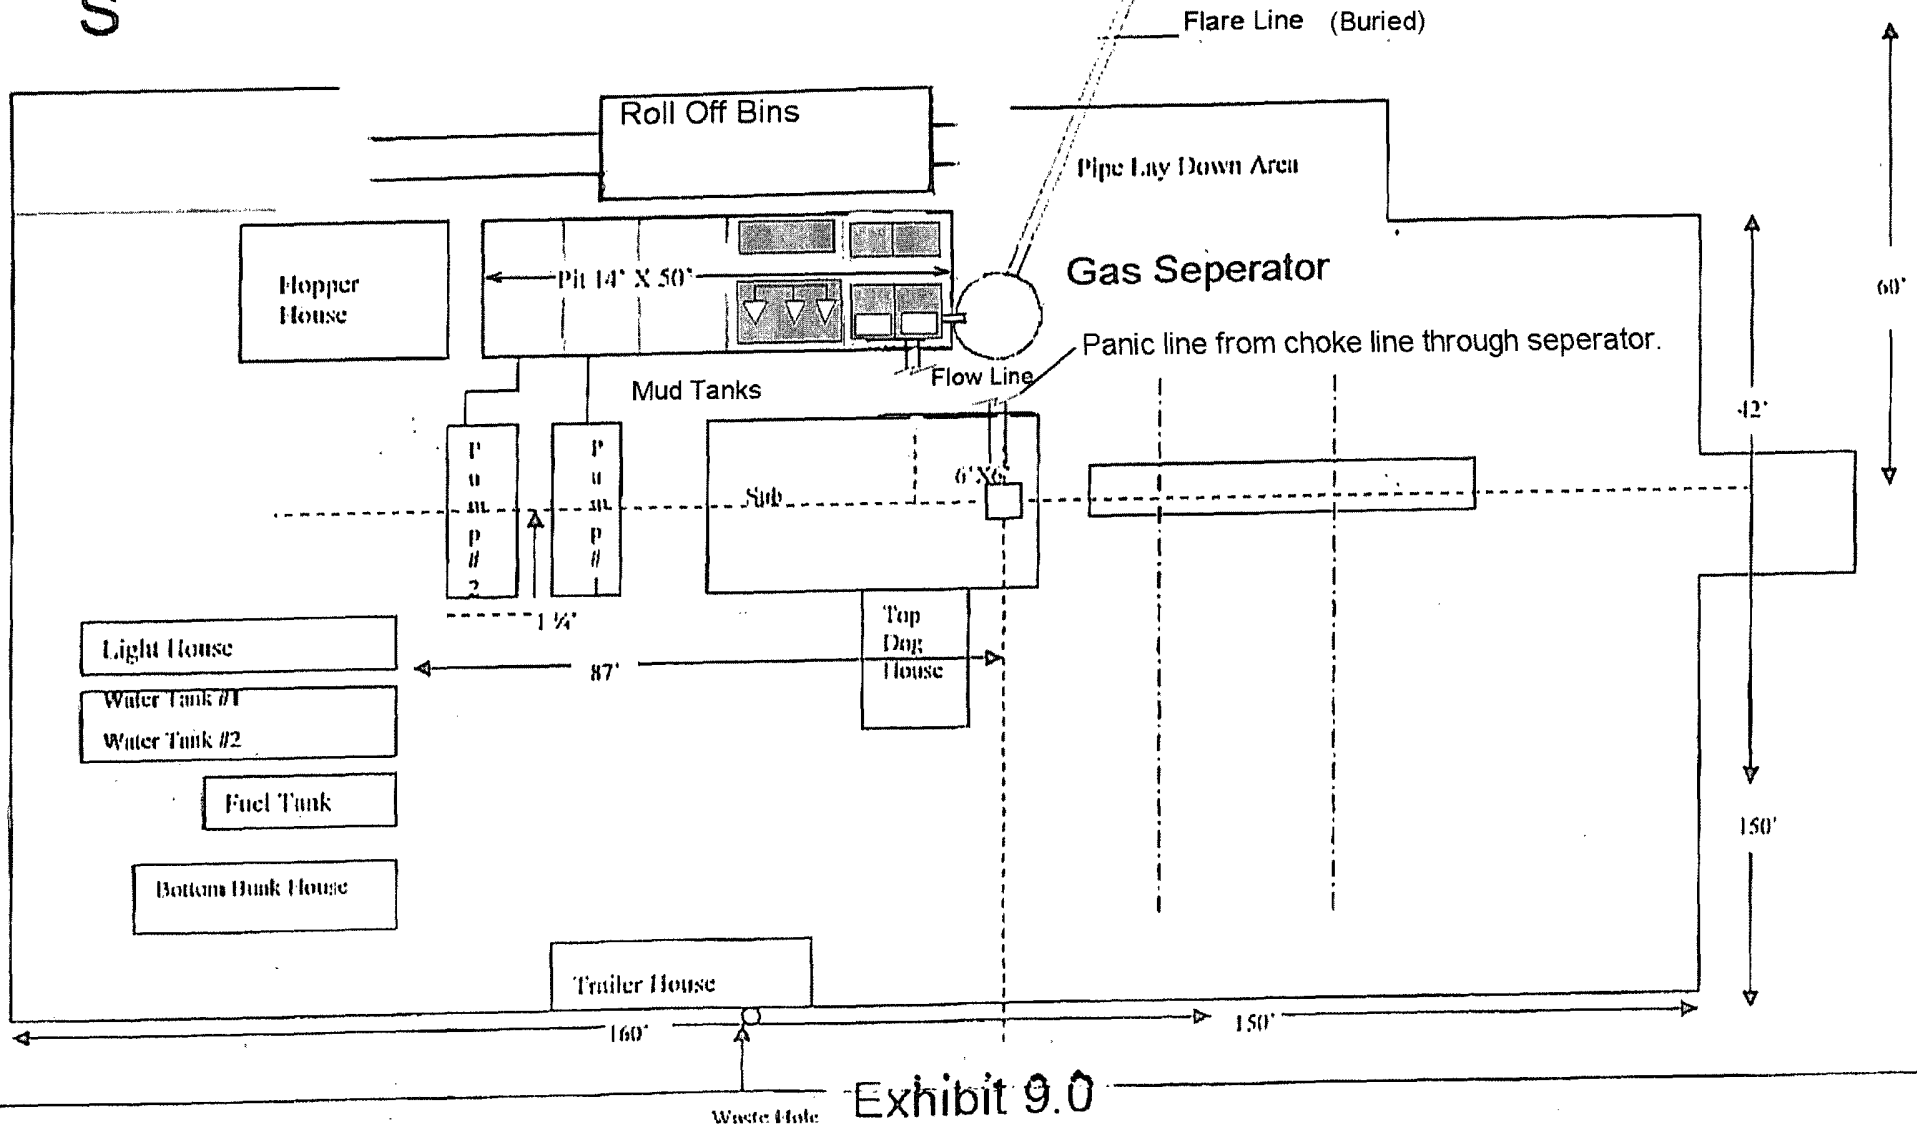 S
Flare Line (Buried)
Roll Off Bins
Pipe Lay Down Area
60'
Hopper
House
Pit 14' X 50'
Gas Seperator
Panic line from choke line through seperator.
Flow Line
Mud Tanks
42'
Pump #2
Pump #1
Sub
6'X6'
1 ¼'
Top
Dog
House
Light House
87'
Water Tank #1
Water Tank #2
Fuel Tank
150'
Bottom Bunk House
Trailer House
160'
150'
Waste Hole
Exhibit 9.0